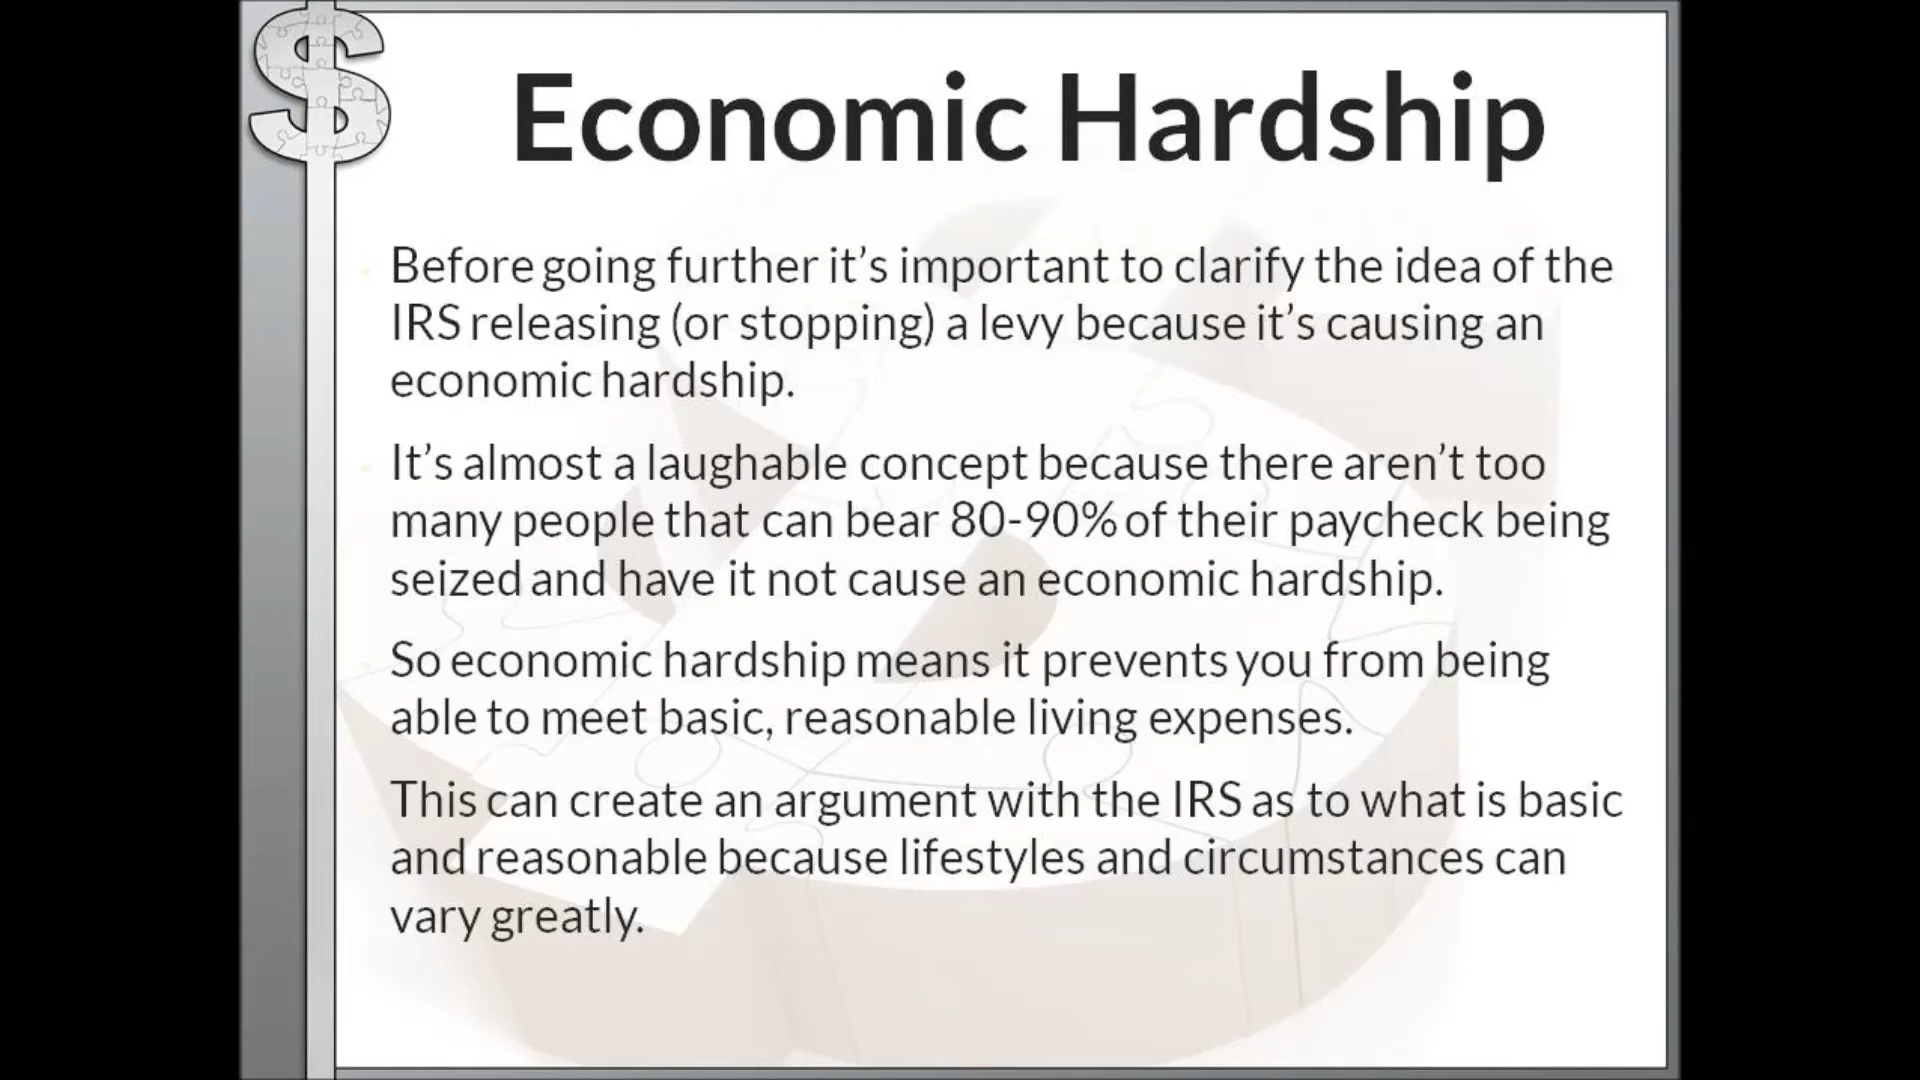 Economic Hardship
Before going further it’s important to clarify the idea of the
IRS releasing (or stopping) a levy because it’s causing an
economic hardship.
It’s almost a laughable concept because there aren’t too
many people that can bear 80-90% of their paycheck being
seized and have it not cause an economic hardship.
So economic hardship means it prevents you from being
able to meet basic, reasonable living expenses.
This can create an argument with the IRS as to what is basic
and reasonable because lifestyles and circumstances can
vary greatly.